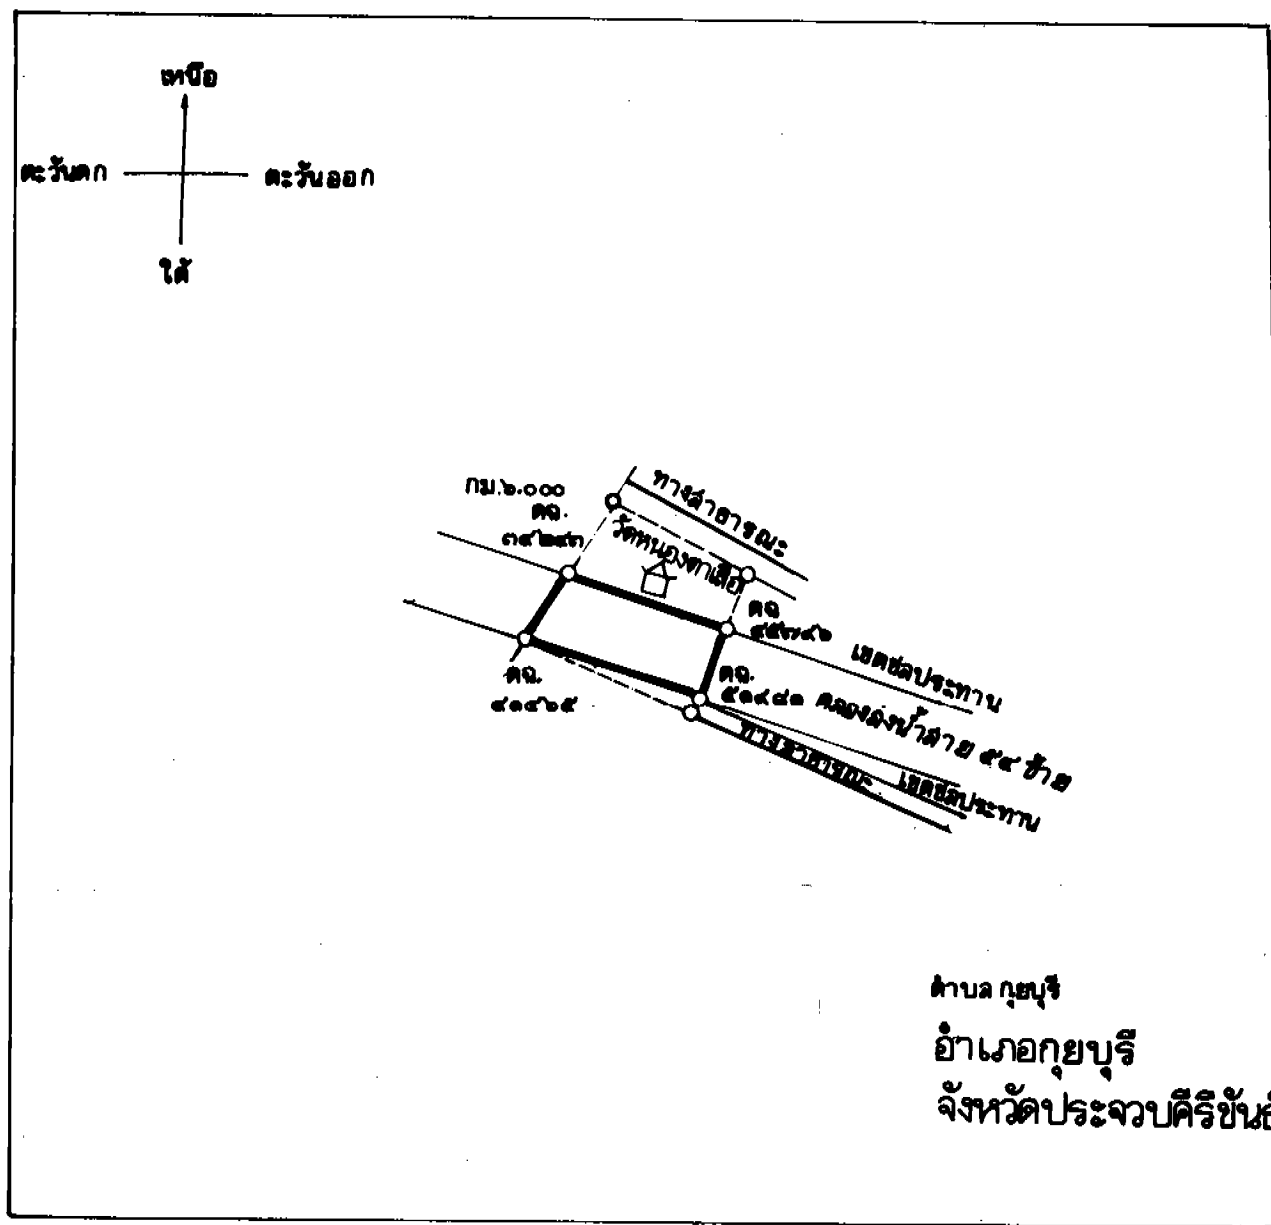 เหนือ
ตะวันตก
ตะวันออก
ใต้
กม.๖.๐๐๐
ทางสาธารณะ
ตฉ.
วัดหนองตาเสือ
ตฉ
เขตชลประทาน
ตฉ.
ตฉ.
๔๑๔๖๕
๕๑๔๘๑
คลองส่งน้ำสาย ๕๔ ซ้าย
ทางสาธารณะ
เขตชลประทาน
ตำบล กุยบุรี
อำเภอกุยบุรี
จังหวัดประจวบคีรีขันธ์